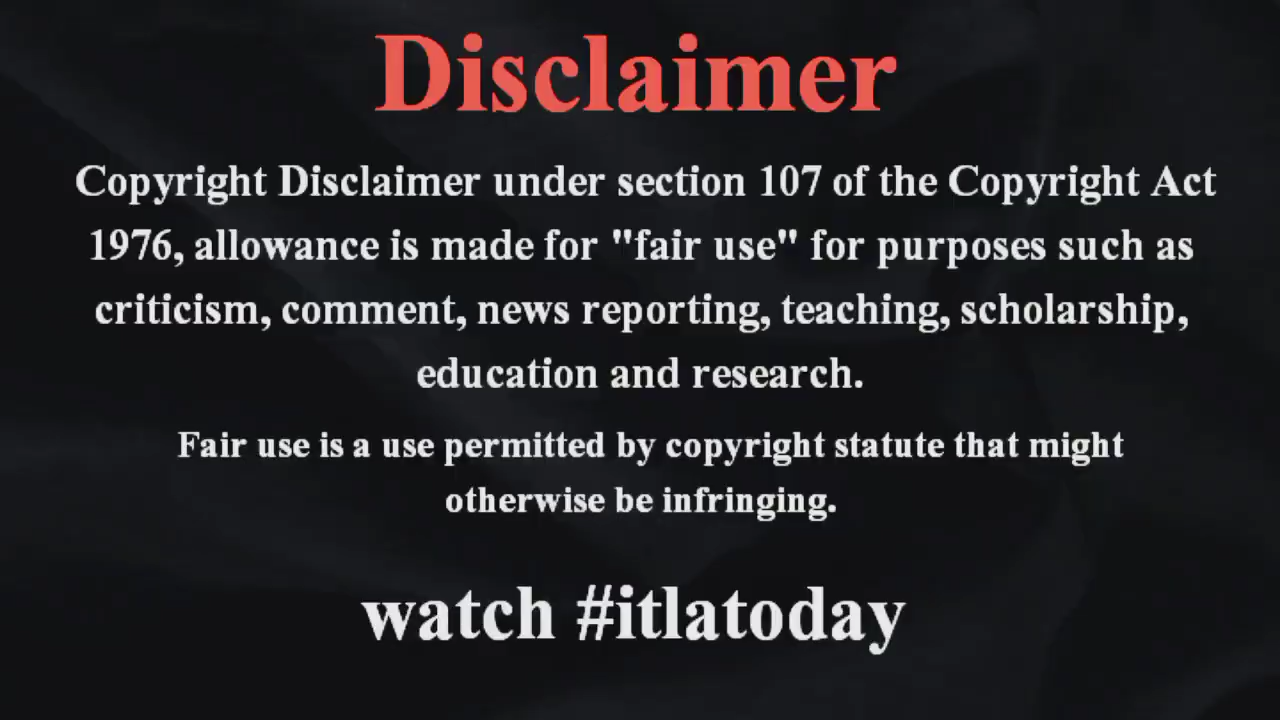 Disclaimer
Copyright Disclaimer under section 107 of the Copyright Act
1976, allowance is made for "fair use" for purposes such as
criticism, comment, news reporting, teaching, scholarship,
education and research.
Fair use is a use permitted by copyright statute that might
otherwise be infringing.
watch #itlatoday